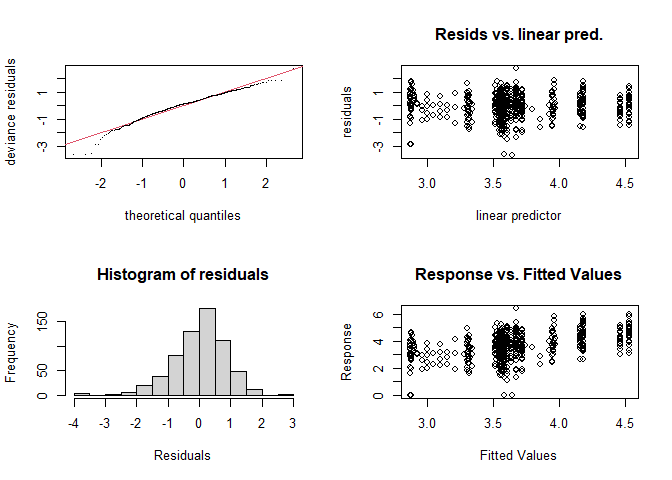 deviance residuals
1
-1
-3
-2 -1 0 1 2
theoretical quantiles
Resids vs. linear pred.
residuals
1
-1
-3
3.0 3.5 4.0 4.5
linear predictor
Histogram of residuals
Frequency
150
50
0
-4 -3 -2 -1 0 1 2 3
Residuals
Response vs. Fitted Values
Response
6
4
2
0
3.0 3.5 4.0 4.5
Fitted Values